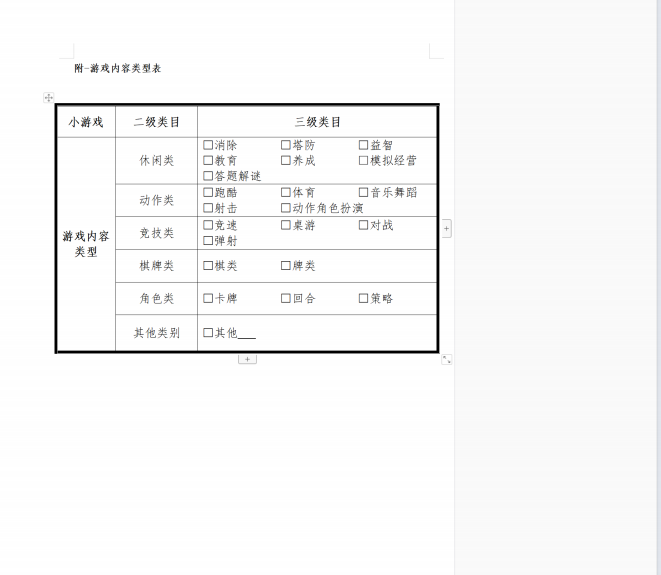 附-游戏内容类型表
小游戏 二级类目 三级类目
游戏内容
类型
休闲类
☐消除 ☐塔防 ☐益智
☐教育 ☐养成 ☐模拟经营
☐答题解谜
动作类
☐跑酷 ☐体育 ☐音乐舞蹈
☐射击 ☐动作角色扮演
竞技类
☐竞速 ☐桌游 ☐对战
☐弹射
棋牌类 ☐棋类 ☐牌类
角色类 ☐卡牌 ☐回合 ☐策略
其他类别 ☐其他___